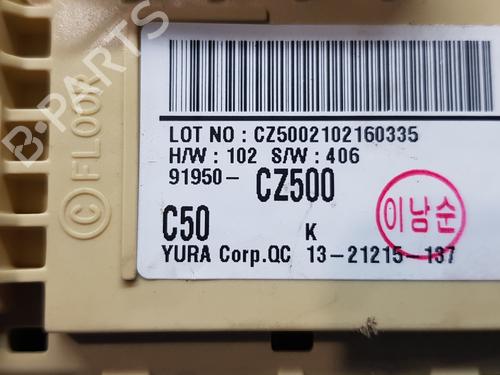 B-PARTS
© FLOOR
LOT NO : CZ5002102160335
H/W : 102 S/W : 406
91950- CZ500
이남순
C50 K
YURA Corp.QC 13-21215-137